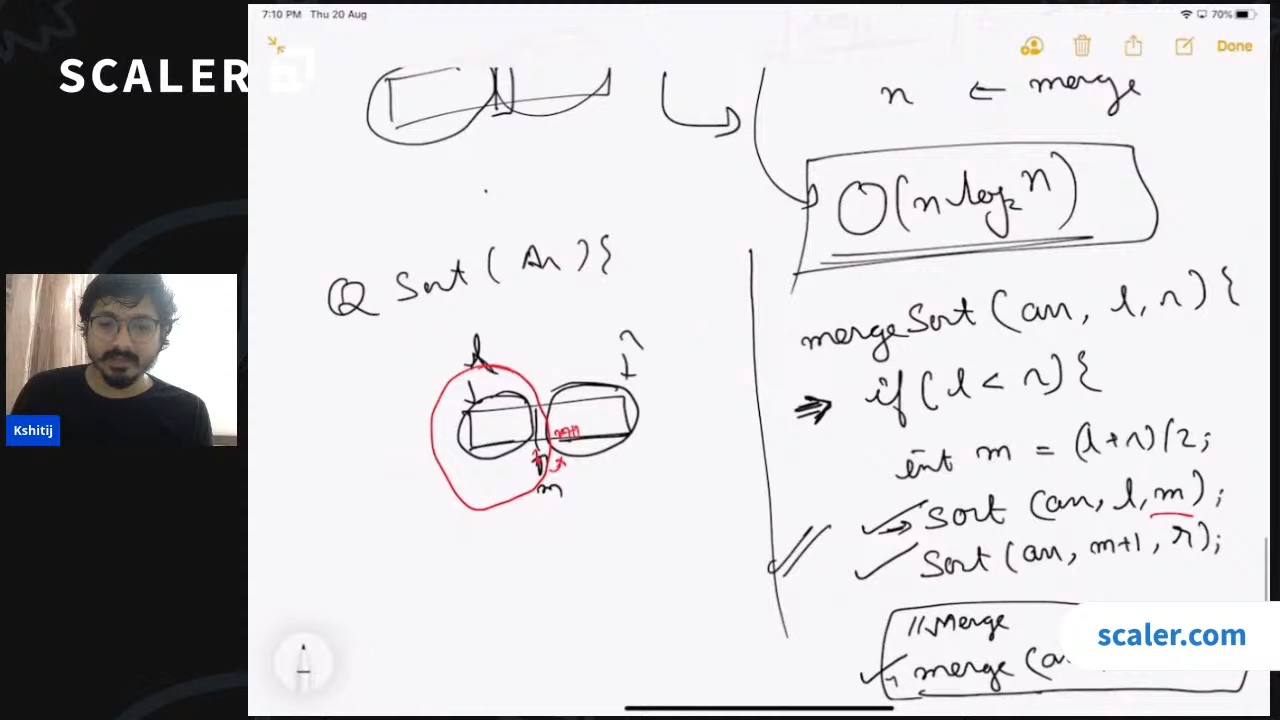 7:10 PM Thu 20 Aug
70%
SCALER
Done
n ← merge
O(n log₂ n)
Q Sort (Arr) {
l
r
m+1
m
mergeSort (arr, l, r) {
if (l < r) {
int m = (l+r)/2;
sort (arr, l, m);
Sort (arr, m+1, r);
//Merge
merge (a
Kshitij
scaler.com